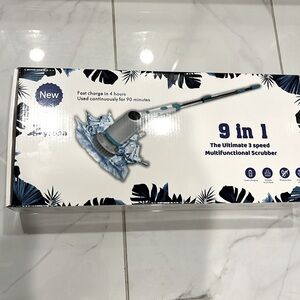 New
Fast charge in 4 hours
Used continuously for 90 minutes
9 in 1
The Ultimate 3 speed
Multifunctional Scrubber